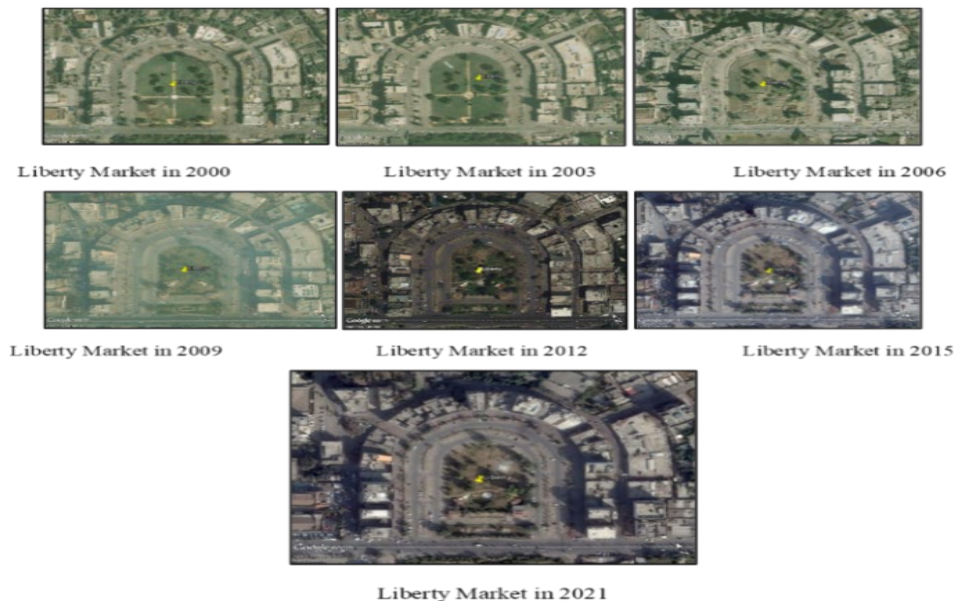 Liberty Market in 2000
Liberty Market in 2003
Liberty Market in 2006
Liberty Market in 2009
Liberty Market in 2012
Liberty Market in 2015
Google
Liberty Market in 2021